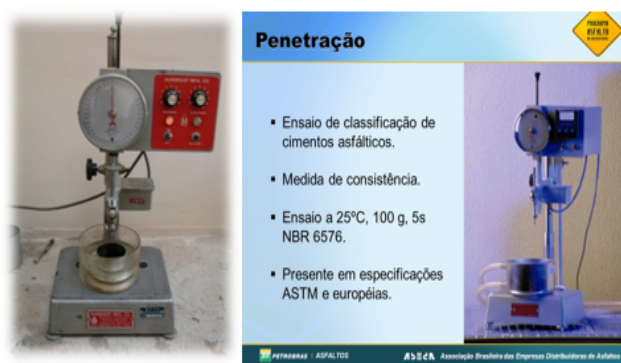 Penetração
PROGRAMA
ASFALTO
▪ Ensaio de classificação de
cimentos asfálticos.
▪ Medida de consistência.
▪ Ensaio a 25ºC, 100 g, 5s
NBR 6576.
▪ Presente em especificações
ASTM e européias.
PETROBRAS | ASFALTOS
ABEDA Associação Brasileira das Empresas Distribuidoras de Asfaltos